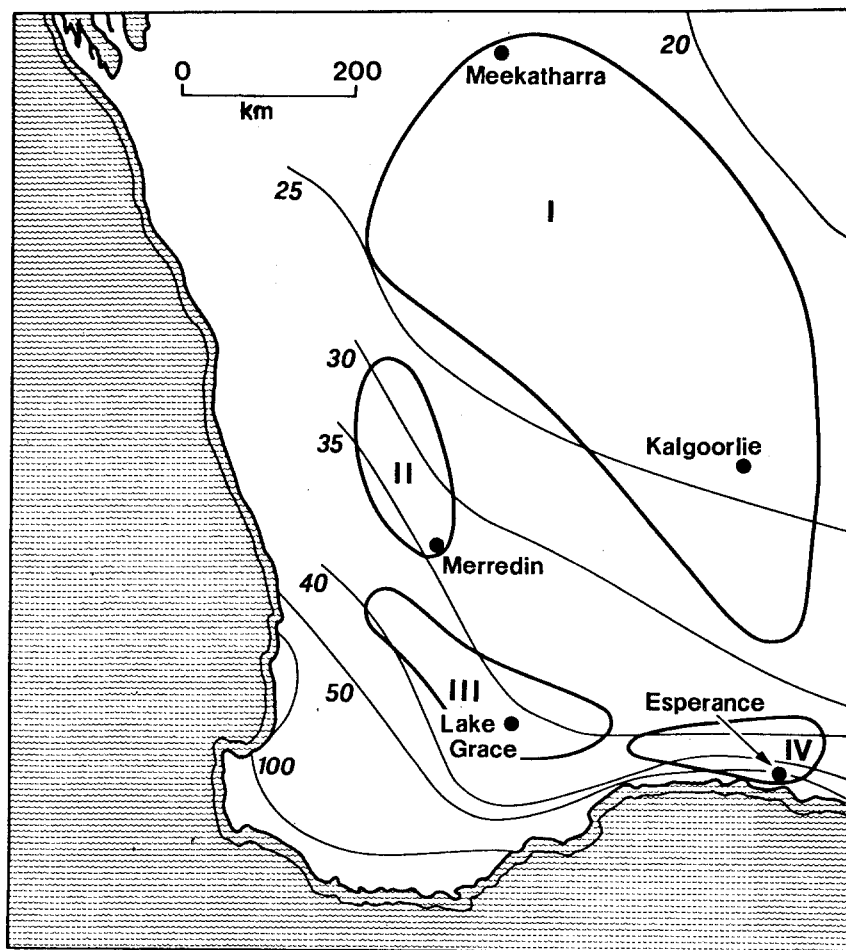 20
0 200
km
Meekatharra
25
I
30
35
Kalgoorlie
II
Merredin
40
III
50
Esperance
Lake
Grace
IV
100